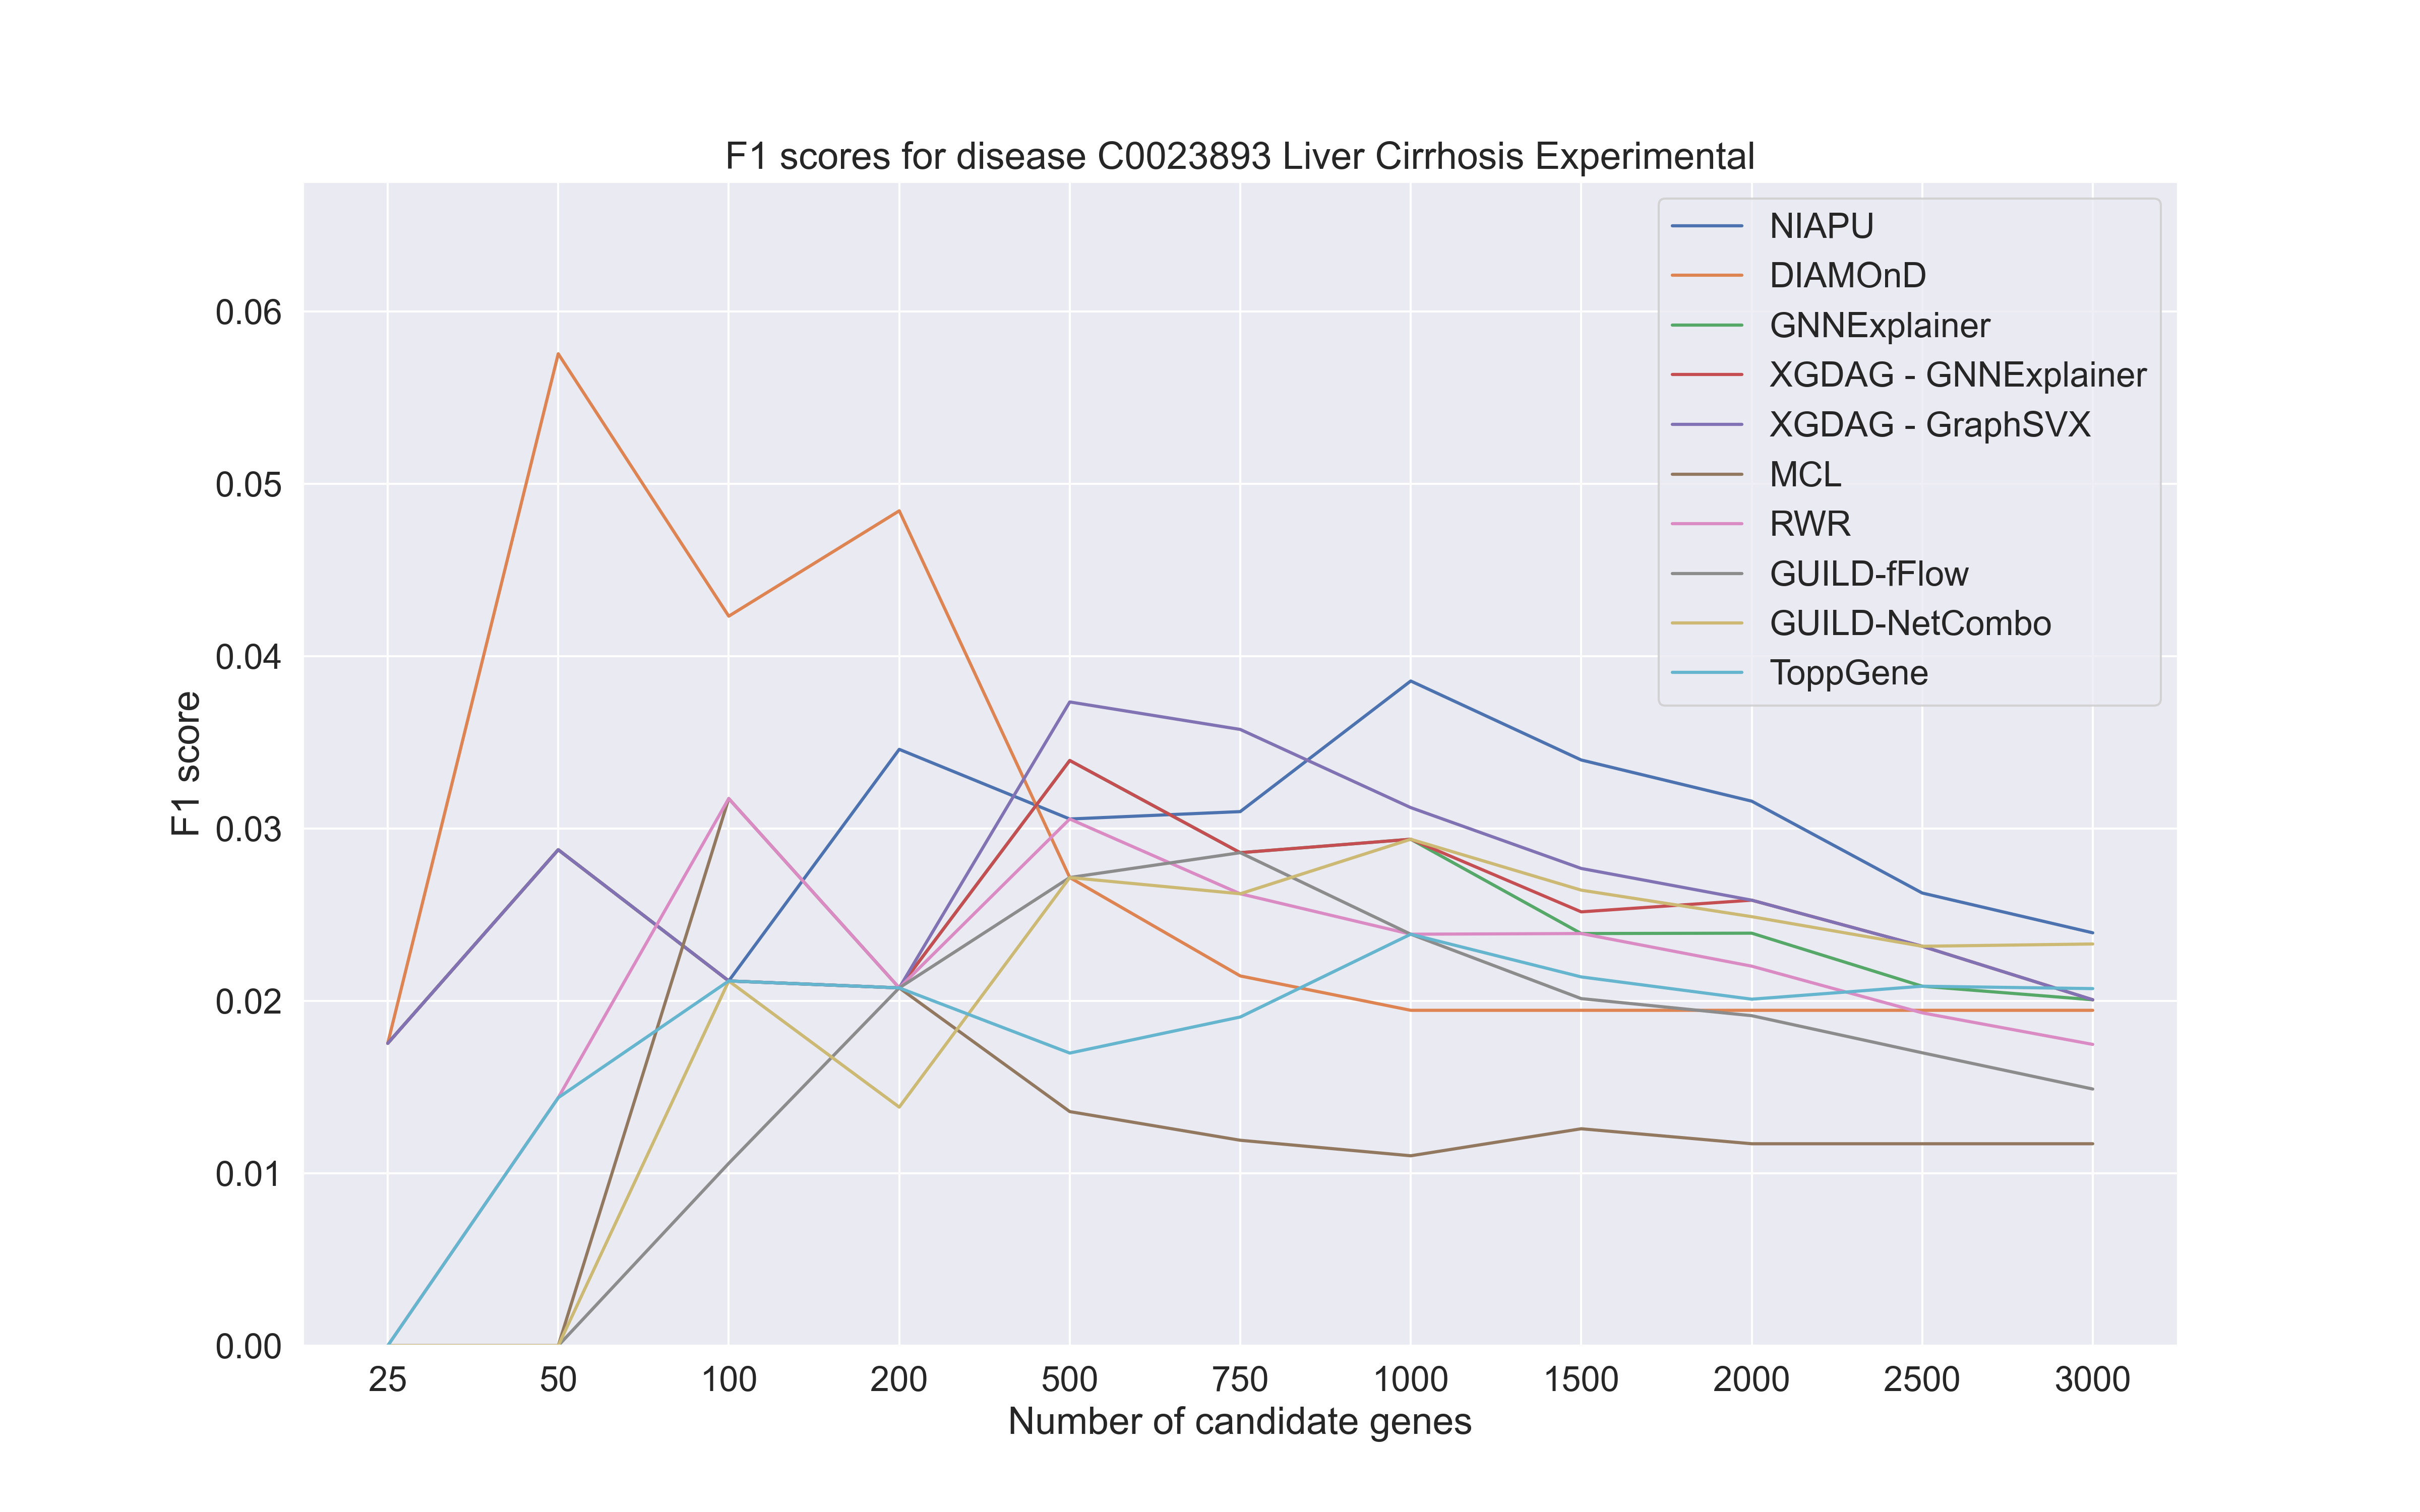 F1 scores for disease C0023893 Liver Cirrhosis Experimental
NIAPU
DIAMOnD
GNNExplainer
XGDAG - GNNExplainer
XGDAG - GraphSVX
MCL
RWR
GUILD-fFlow
GUILD-NetCombo
ToppGene
F1 score
0.06
0.05
0.04
0.03
0.02
0.01
0.00
25 50 100 200 500 750 1000 1500 2000 2500 3000
Number of candidate genes